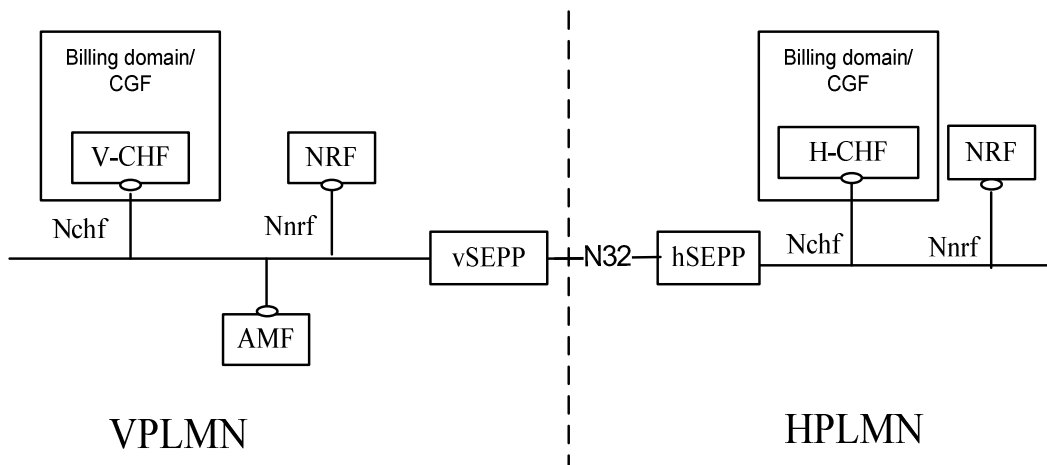 Billing domain/
CGF
V-CHF
NRF
Nchf
Nnrf
vSEPP
AMF
VPLMN
N32
Billing domain/
CGF
H-CHF
NRF
hSEPP
Nchf
Nnrf
HPLMN